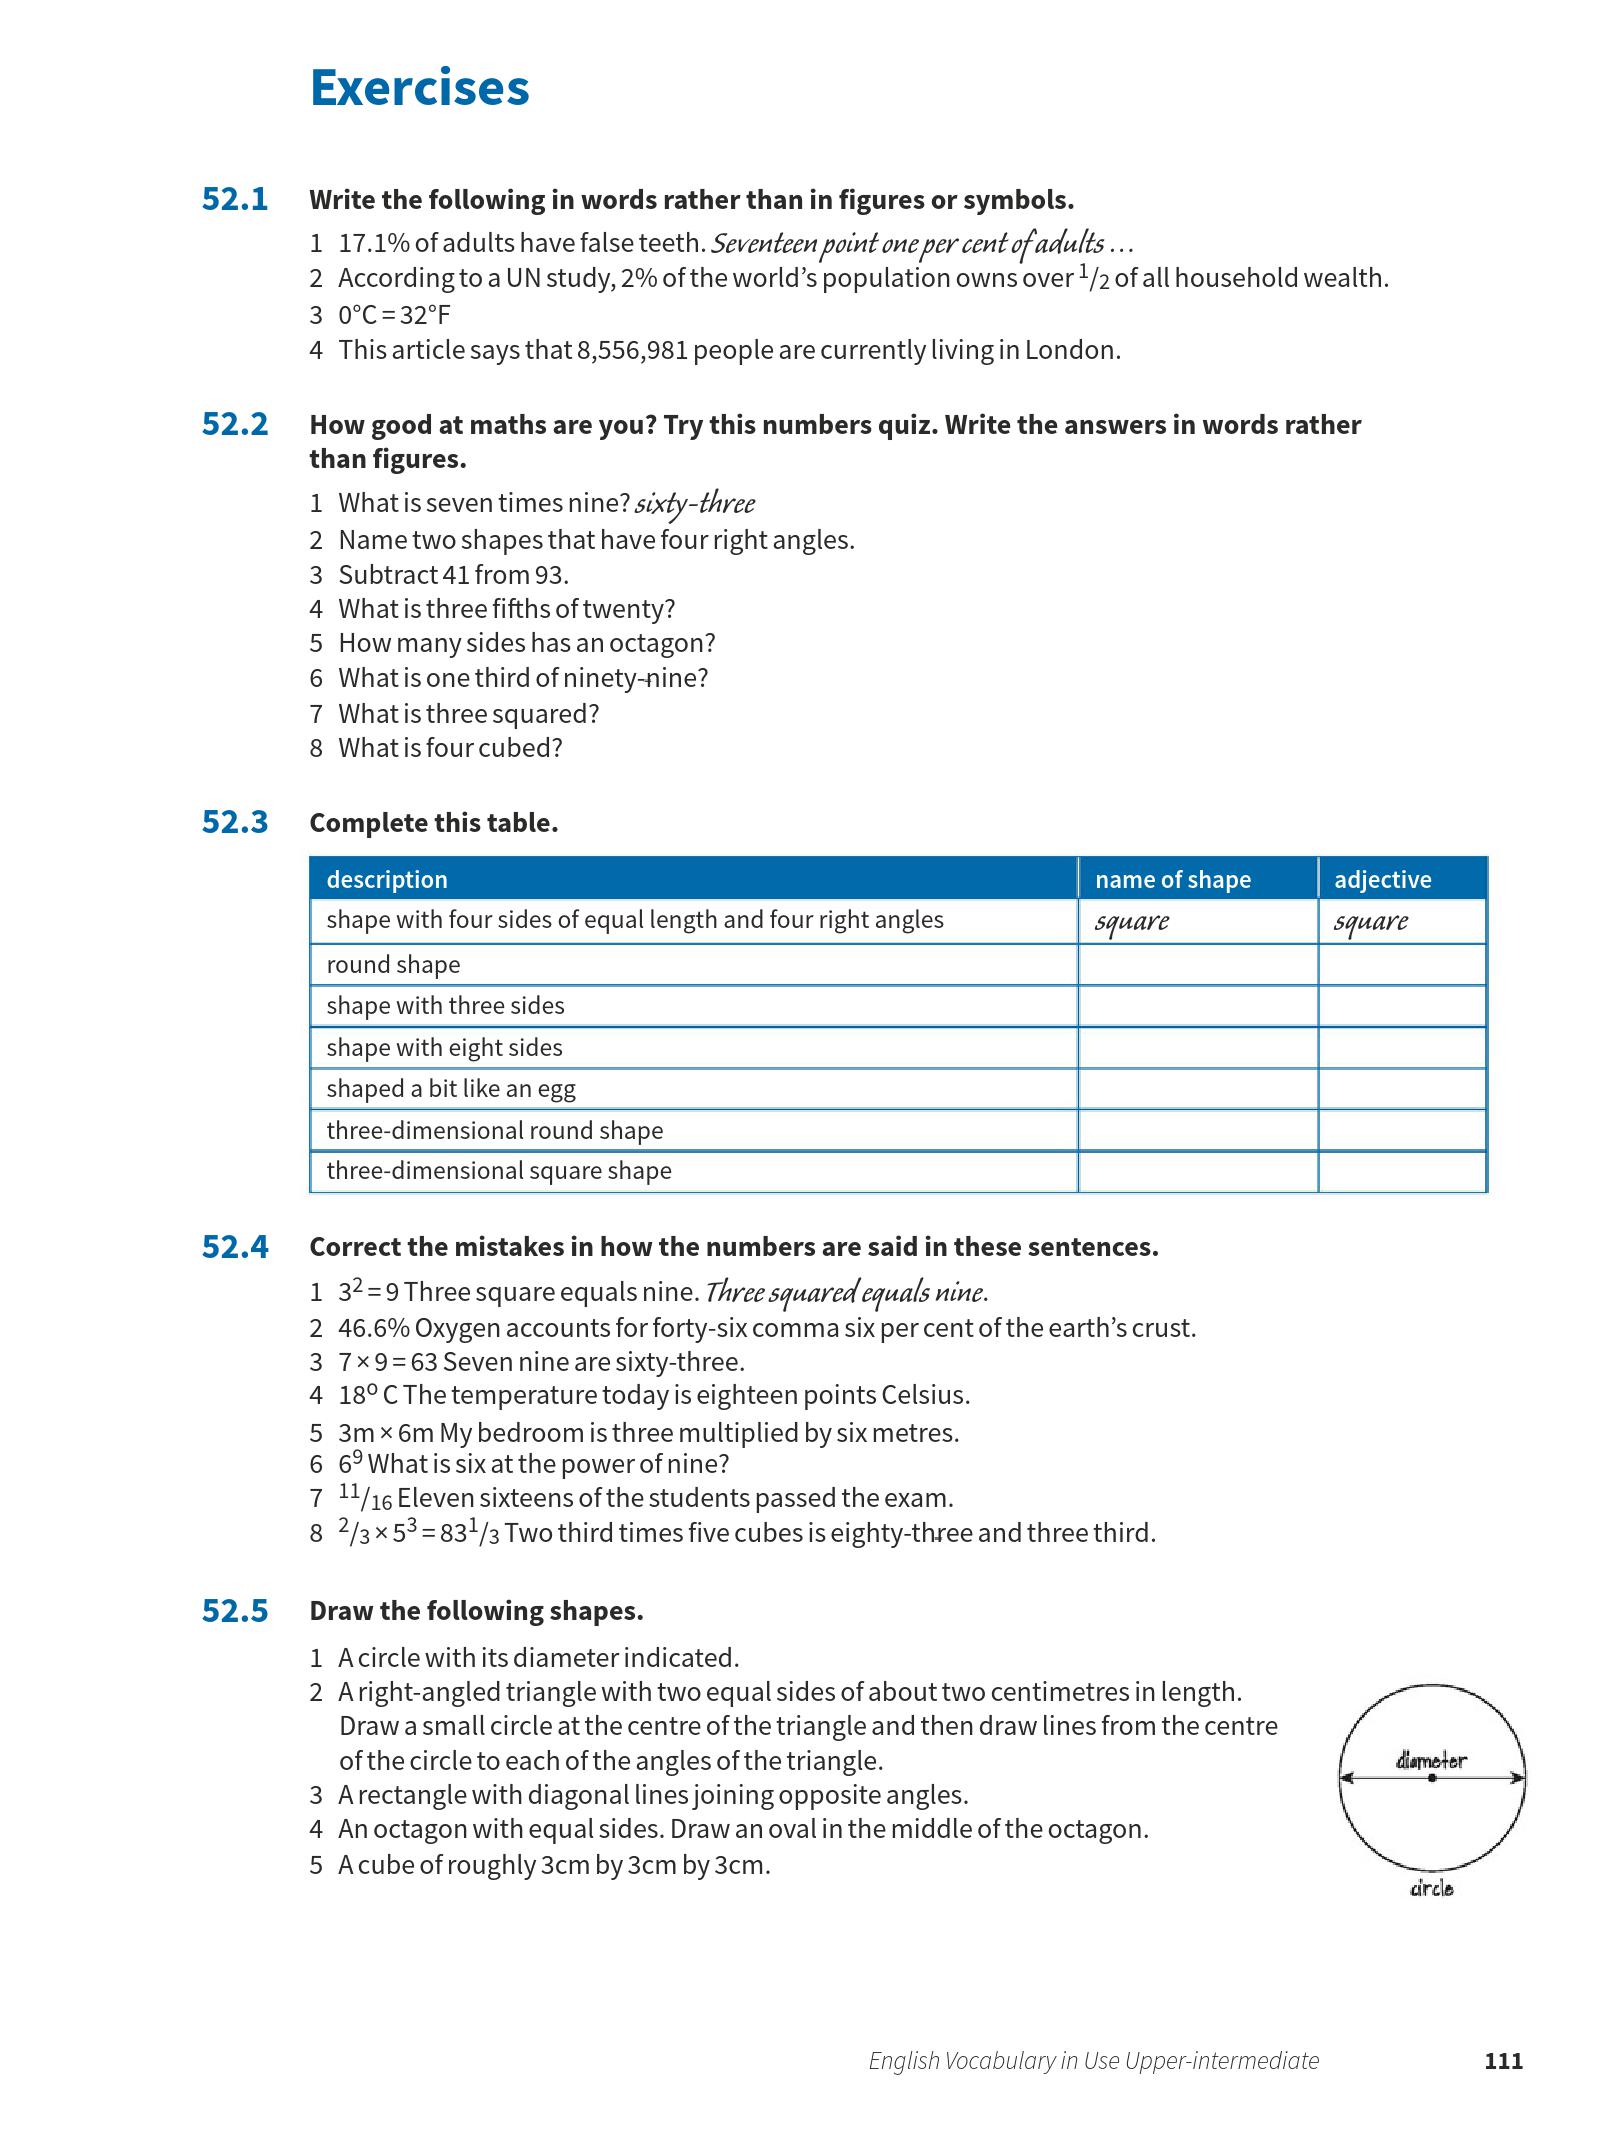 Exercises
52.1 Write the following in words rather than in figures or symbols.
1 17.1% of adults have false teeth. Seventeen point one per cent of adults …
2 According to a UN study, 2% of the world’s population owns over 1/2 of all household wealth.
3 0°C = 32°F
4 This article says that 8,556,981 people are currently living in London.
52.2 How good at maths are you? Try this numbers quiz. Write the answers in words rather
than figures.
1 What is seven times nine? sixty-three
2 Name two shapes that have four right angles.
3 Subtract 41 from 93.
4 What is three fifths of twenty?
5 How many sides has an octagon?
6 What is one third of ninety-nine?
7 What is three squared?
8 What is four cubed?
52.3 Complete this table.
description name of shape adjective
shape with four sides of equal length and four right angles square square
round shape
shape with three sides
shape with eight sides
shaped a bit like an egg
three-dimensional round shape
three-dimensional square shape
52.4 Correct the mistakes in how the numbers are said in these sentences.
1 3² = 9 Three square equals nine. Three squared equals nine.
2 46.6% Oxygen accounts for forty-six comma six per cent of the earth’s crust.
3 7 × 9 = 63 Seven nine are sixty-three.
4 18º C The temperature today is eighteen points Celsius.
5 3m × 6m My bedroom is three multiplied by six metres.
6 6⁹ What is six at the power of nine?
7 11/16 Eleven sixteens of the students passed the exam.
8 2/3 × 5³ = 83 1/3 Two third times five cubes is eighty-three and three third.
52.5 Draw the following shapes.
1 A circle with its diameter indicated.
2 A right-angled triangle with two equal sides of about two centimetres in length.
Draw a small circle at the centre of the triangle and then draw lines from the centre
of the circle to each of the angles of the triangle.
3 A rectangle with diagonal lines joining opposite angles.
4 An octagon with equal sides. Draw an oval in the middle of the octagon.
5 A cube of roughly 3cm by 3cm by 3cm.
diameter
circle
English Vocabulary in Use Upper-intermediate 111